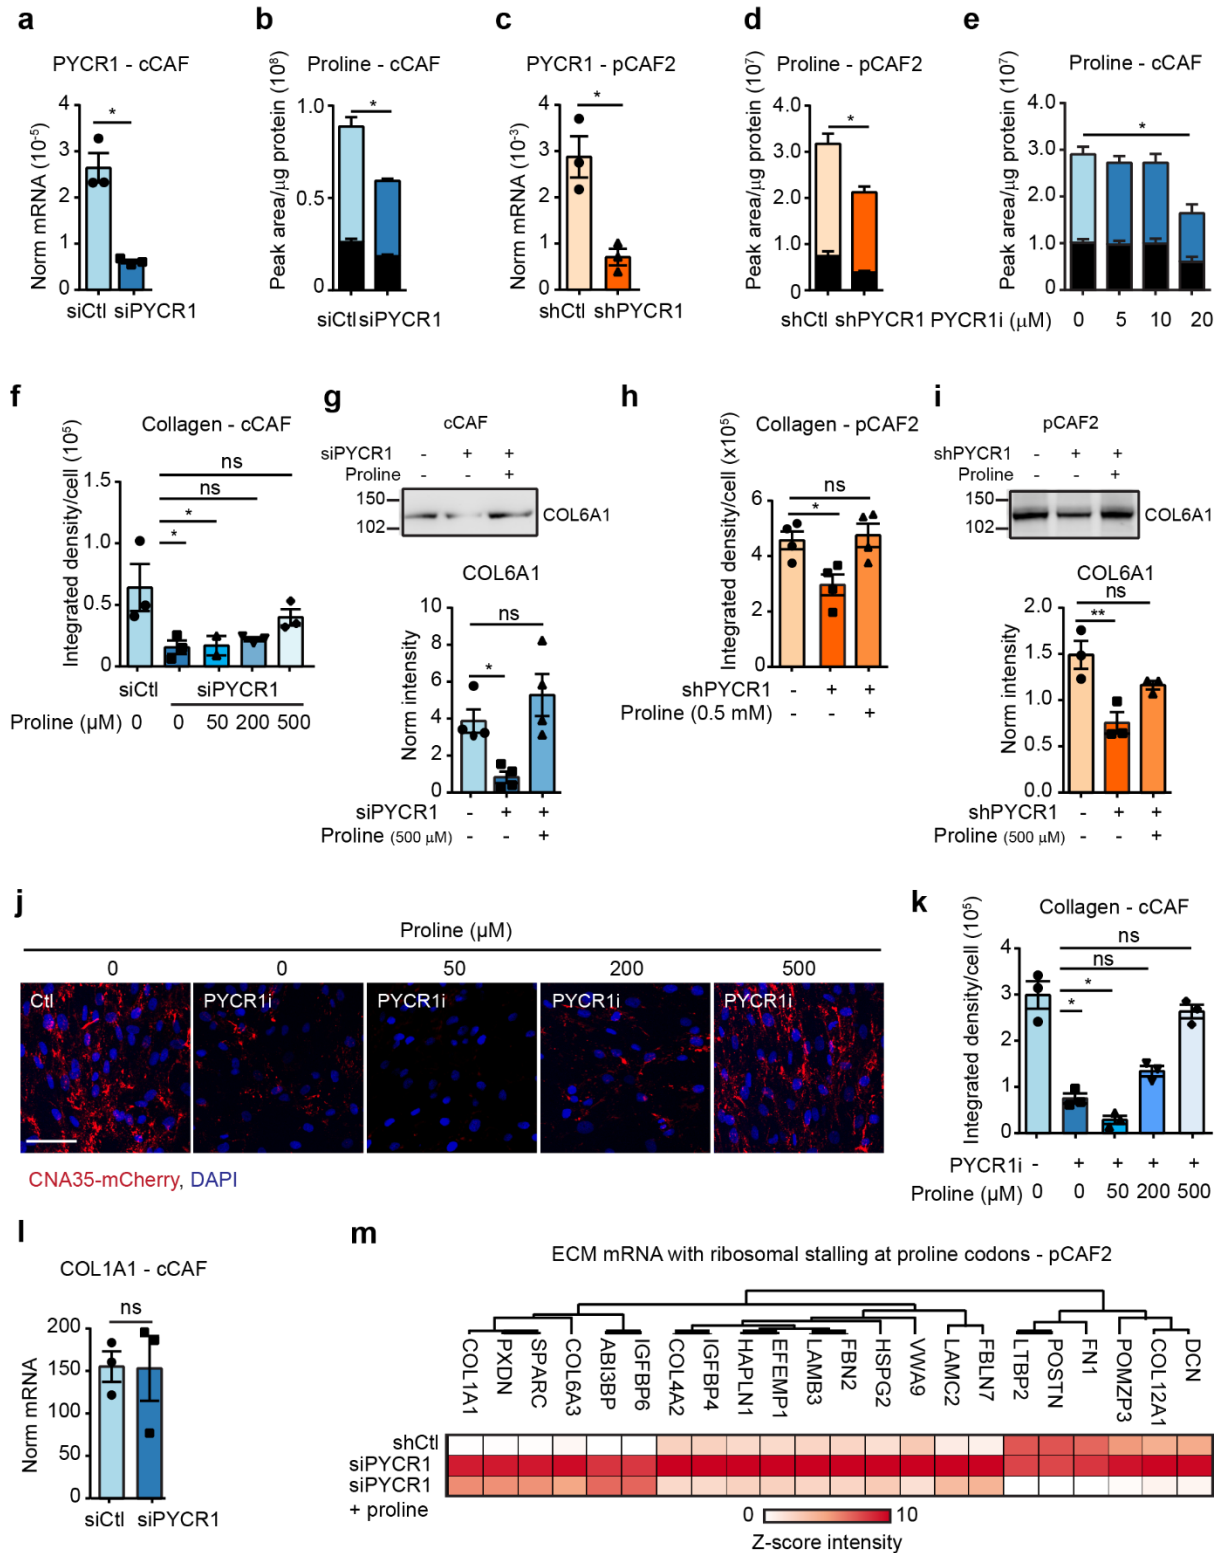 a
PYCR1 - cCAF
Norm mRNA (10-5)
4
3
2
1
0
*
siCtl siPYCR1
b
Proline - cCAF
Peak area/μg protein (10⁸)
1.0
0.5
0
*
siCtl siPYCR1
c
PYCR1 - pCAF2
Norm mRNA (10-3)
4
3
2
1
0
*
shCtl shPYCR1
d
Proline - pCAF2
Peak area/μg protein (10⁷)
4.0
3.0
2.0
1.0
0
*
shCtl shPYCR1
e
Proline - cCAF
Peak area/μg protein (10⁷)
4.0
3.0
2.0
1.0
0
*
PYCR1i (μM) 0 5 10 20
f
Collagen - cCAF
Integrated density/cell (10⁵)
1.5
1.0
0.5
0
ns
ns
*
*
siCtl siPYCR1
Proline (μM) 0 0 50 200 500
g
cCAF
siPYCR1 - + +
Proline - - +
150
102
COL6A1
COL6A1
Norm intensity
10
8
6
4
2
0
ns
*
siPYCR1 - + +
Proline (500 μM) - - +
h
Collagen - pCAF2
Integrated density/cell (x10⁵)
6
4
2
0
ns
*
shPYCR1 - + +
Proline (0.5 mM) - - +
i
pCAF2
shPYCR1 - + +
Proline - - +
150
102
COL6A1
COL6A1
Norm intensity
2.0
1.5
1.0
0.5
0
ns
**
shPYCR1 - + +
Proline (500 μM) - - +
j
Proline (μM)
0 0 50 200 500
Ctl PYCR1i PYCR1i PYCR1i PYCR1i
CNA35-mCherry, DAPI
k
Collagen - cCAF
Integrated density/cell (10⁵)
4
3
2
1
0
ns
ns
*
*
PYCR1i - + + + +
Proline (μM) 0 0 50 200 500
l
COL1A1 - cCAF
Norm mRNA
200
150
100
50
0
ns
siCtl siPYCR1
m
ECM mRNA with ribosomal stalling at proline codons - pCAF2
COL1A1
PXDN
SPARC
COL6A3
ABI3BP
IGFBP6
COL4A2
IGFBP4
HAPLN1
EFEMP1
LAMB3
FBN2
HSPG2
VWA9
LAMC2
FBLN7
LTBP2
POSTN
FN1
POMZP3
COL12A1
DCN
shCtl
siPYCR1
siPYCR1
+ proline
0 10
Z-score intensity